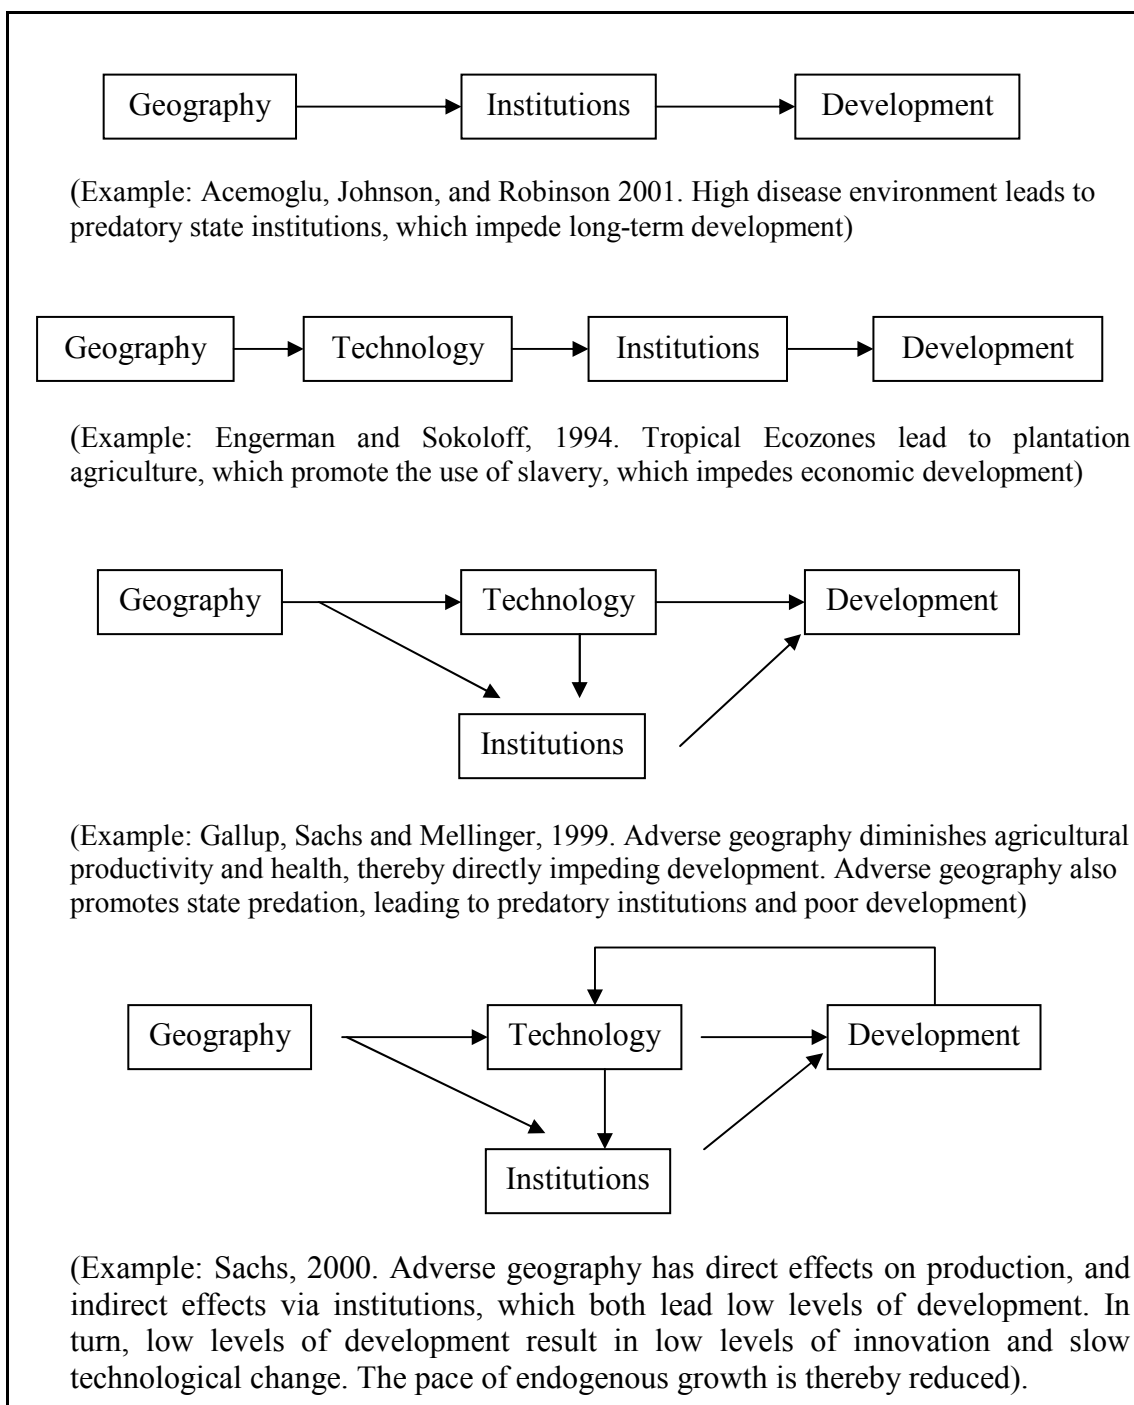 Geography Institutions Development
(Example: Acemoglu, Johnson, and Robinson 2001. High disease environment leads to
predatory state institutions, which impede long-term development)
Geography Technology Institutions Development
(Example: Engerman and Sokoloff, 1994. Tropical Ecozones lead to plantation
agriculture, which promote the use of slavery, which impedes economic development)
Geography Technology Development
Institutions
(Example: Gallup, Sachs and Mellinger, 1999. Adverse geography diminishes agricultural
productivity and health, thereby directly impeding development. Adverse geography also
promotes state predation, leading to predatory institutions and poor development)
Geography Technology Development
Institutions
(Example: Sachs, 2000. Adverse geography has direct effects on production, and
indirect effects via institutions, which both lead low levels of development. In
turn, low levels of development result in low levels of innovation and slow
technological change. The pace of endogenous growth is thereby reduced).